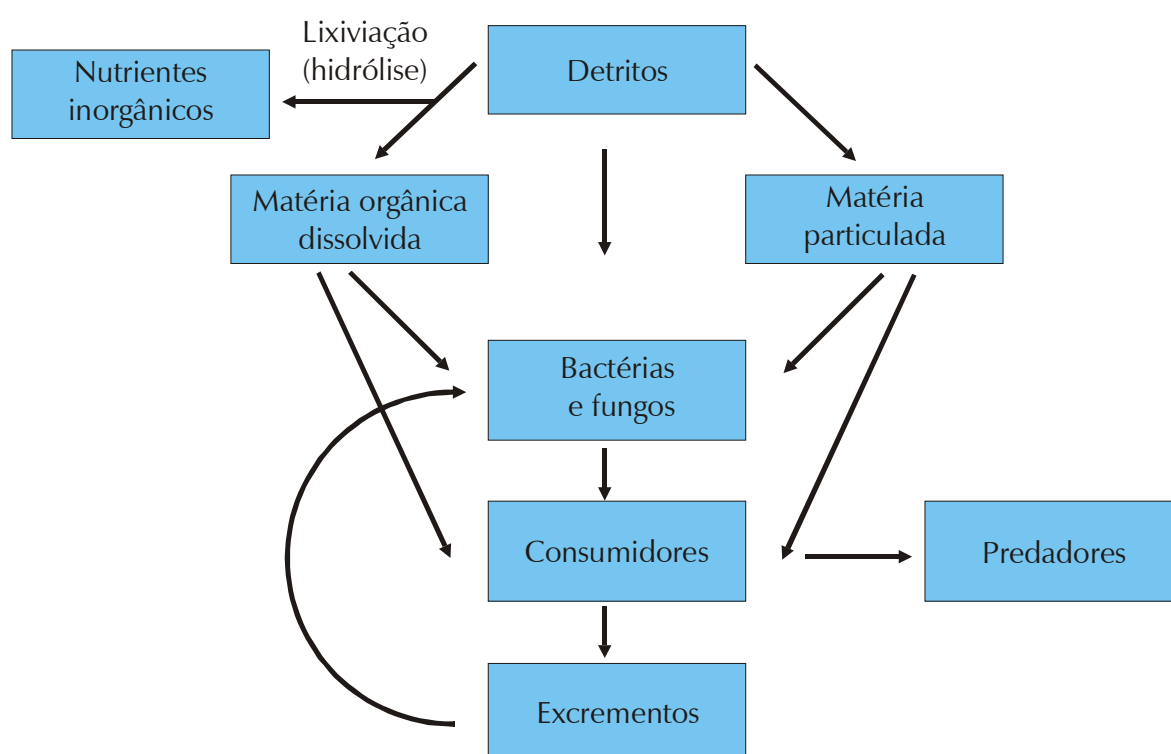 Lixiviação
(hidrólise)
Detritos
Nutrientes
inorgânicos
Matéria orgânica
dissolvida
Matéria
particulada
Bactérias
e fungos
Consumidores
Predadores
Excrementos